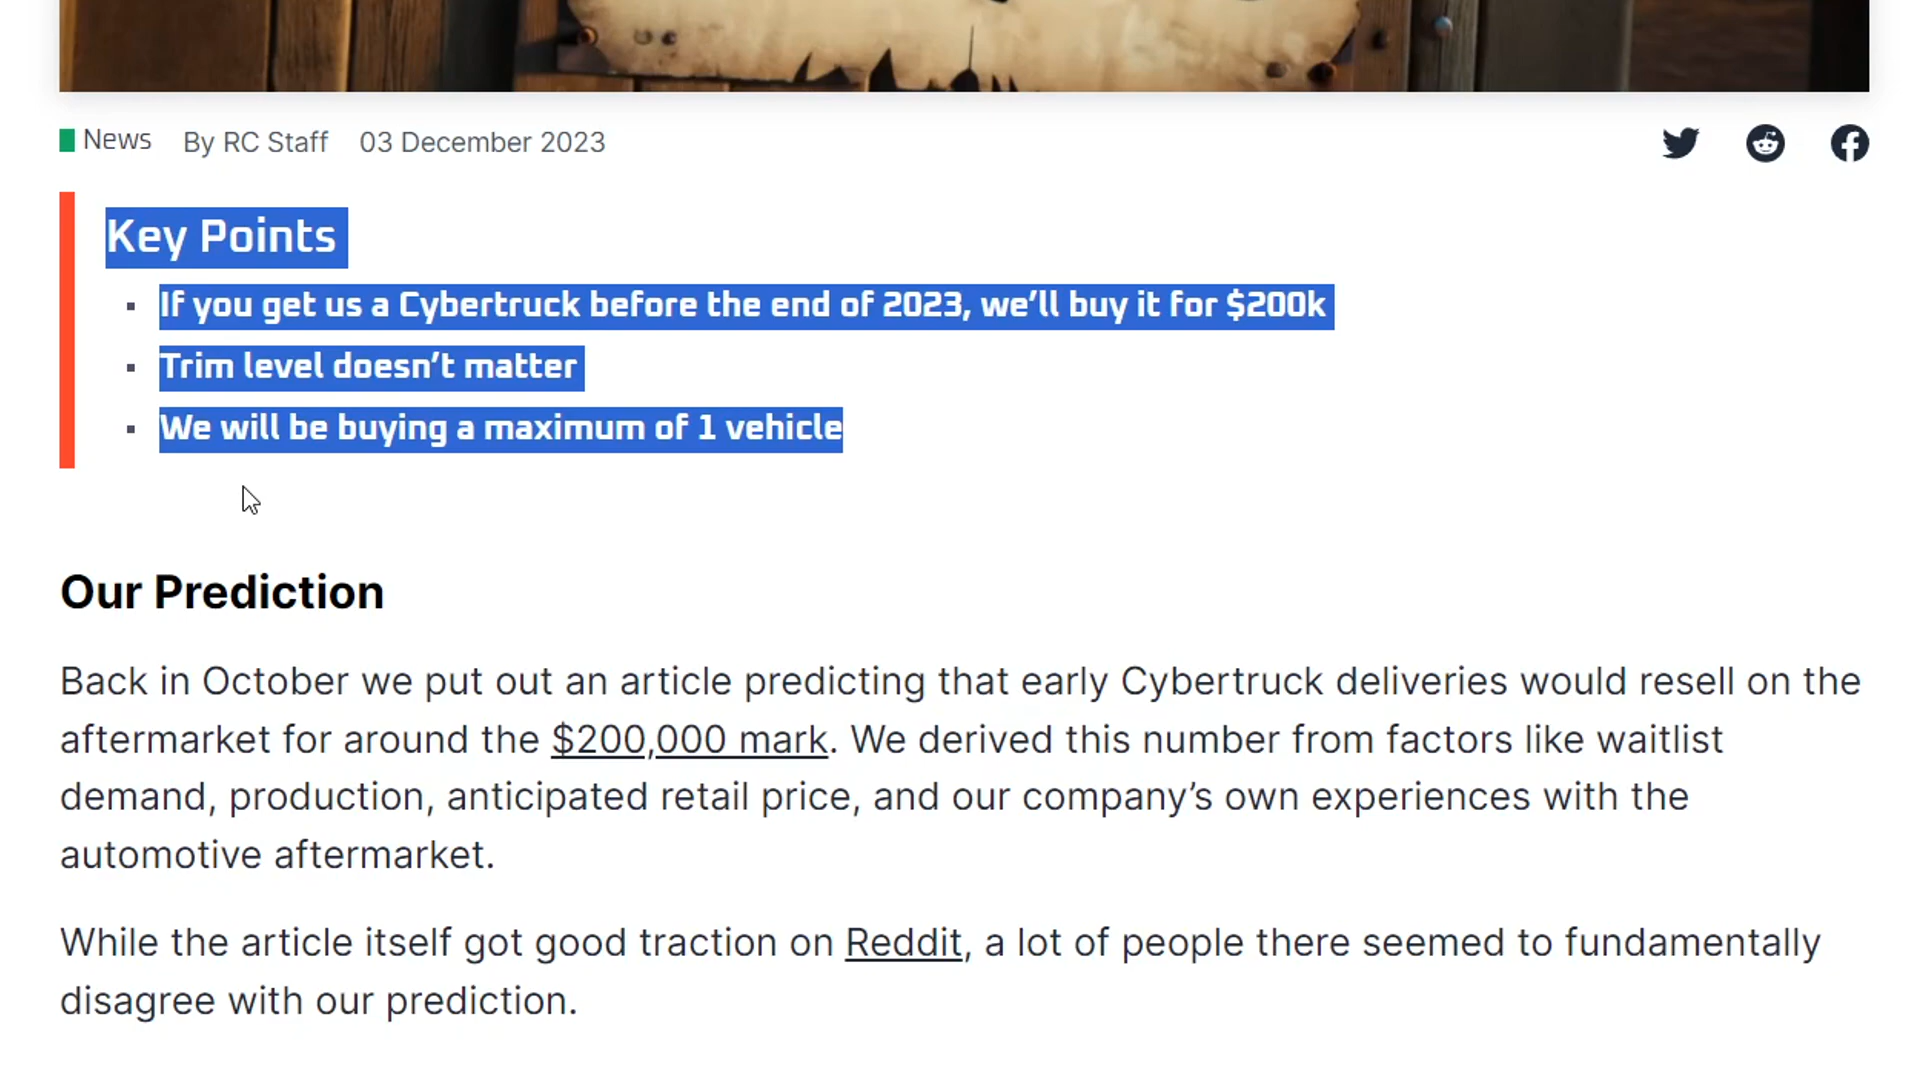 News By RC Staff 03 December 2023
Key Points
If you get us a Cybertruck before the end of 2023, we’ll buy it for $200k
Trim level doesn’t matter
We will be buying a maximum of 1 vehicle
Our Prediction
Back in October we put out an article predicting that early Cybertruck deliveries would resell on the
aftermarket for around the $200,000 mark. We derived this number from factors like waitlist
demand, production, anticipated retail price, and our company’s own experiences with the
automotive aftermarket.
While the article itself got good traction on Reddit, a lot of people there seemed to fundamentally
disagree with our prediction.